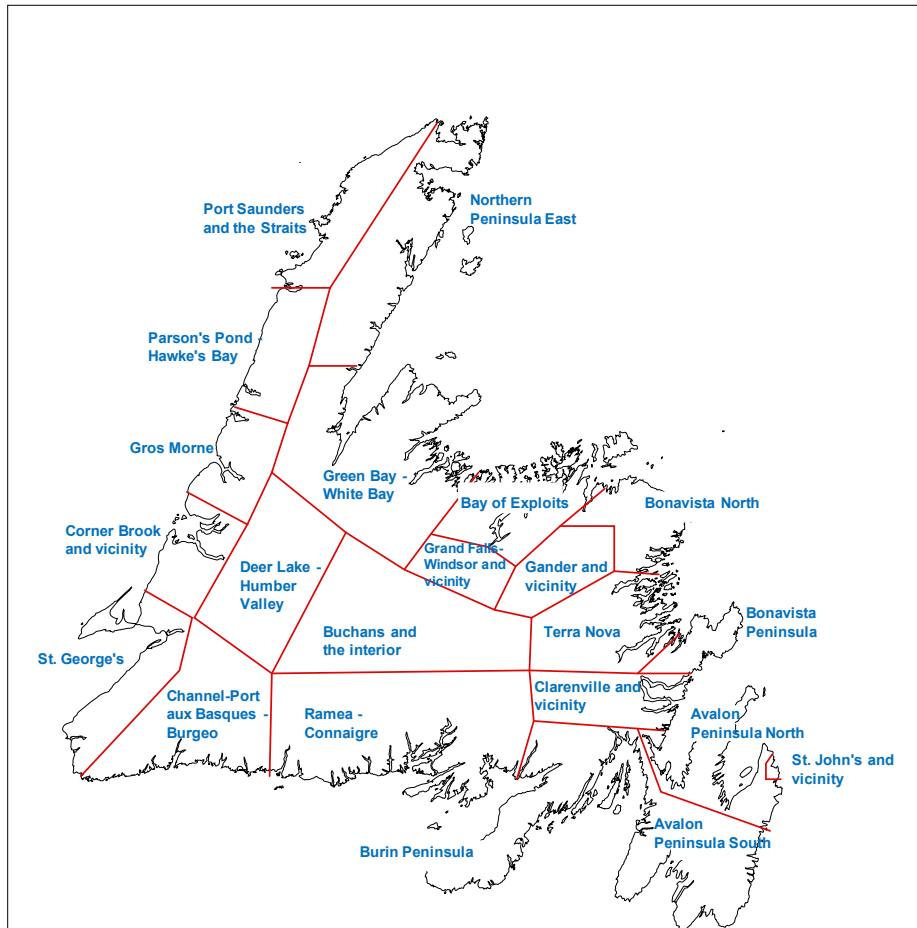 Northern
Peninsula East
Port Saunders
and the Straits
Parson's Pond -
Hawke's Bay
Gros Morne
Green Bay -
White Bay
Bay of Exploits
Bonavista North
Corner Brook
and vicinity
Grand Falls-
Windsor and
vicinity
Gander and
vicinity
Deer Lake -
Humber
Valley
Buchans and
the interior
Terra Nova
Bonavista
Peninsula
St. George's
Channel-Port
aux Basques -
Burgeo
Ramea -
Connaigre
Clarenville and
vicinity
Avalon
Peninsula North
St. John's and
vicinity
Avalon
Peninsula South
Burin Peninsula